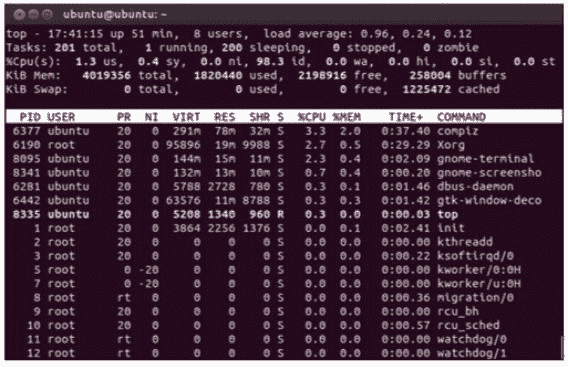 ubuntu@ubuntu: ~
top - 17:41:15 up 51 min,  8 users,  load average: 0.96, 0.24, 0.12
Tasks: 201 total,   1 running, 200 sleeping,   0 stopped,   0 zombie
%Cpu(s):  1.3 us,  0.4 sy,  0.0 ni, 98.3 id,  0.0 wa,  0.0 hi,  0.0 si,  0.0 st
KiB Mem:   4019356 total,  1820440 used,  2198916 free,   258004 buffers
KiB Swap:        0 total,        0 used,        0 free,  1225472 cached
PID USER      PR  NI  VIRT  RES  SHR S  %CPU %MEM    TIME+  COMMAND
6377 ubuntu    20   0  291m  78m  32m S   3.3  2.0   0:37.40 compiz
6190 root      20   0 95896  19m 9988 S   2.7  0.5   0:29.29 Xorg
8095 ubuntu    20   0  144m  15m  11m S   2.3  0.4   0:02.09 gnome-terminal
8341 ubuntu    20   0  132m  13m  10m S   0.7  0.4   0:00.20 gnome-screensho
6281 ubuntu    20   0  5788 2728  780 S   0.3  0.1   0:01.46 dbus-daemon
6442 ubuntu    20   0 63576  11m 8788 S   0.3  0.3   0:01.42 gtk-window-deco
8335 ubuntu    20   0  5208 1340  960 R   0.3  0.0   0:00.03 top
1 root      20   0  3864 2256 1376 S   0.0  0.1   0:02.41 init
2 root      20   0     0    0    0 S   0.0  0.0   0:00.00 kthreadd
3 root      20   0     0    0    0 S   0.0  0.0   0:00.22 ksoftirqd/0
5 root       0 -20     0    0    0 S   0.0  0.0   0:00.00 kworker/0:0H
7 root       0 -20     0    0    0 S   0.0  0.0   0:00.00 kworker/u:0H
8 root      rt   0     0    0    0 S   0.0  0.0   0:00.36 migration/0
9 root      20   0     0    0    0 S   0.0  0.0   0:00.00 rcu_bh
10 root      20   0     0    0    0 S   0.0  0.0   0:00.57 rcu_sched
11 root      rt   0     0    0    0 S   0.0  0.0   0:00.00 watchdog/0
12 root      rt   0     0    0    0 S   0.0  0.0   0:00.00 watchdog/1